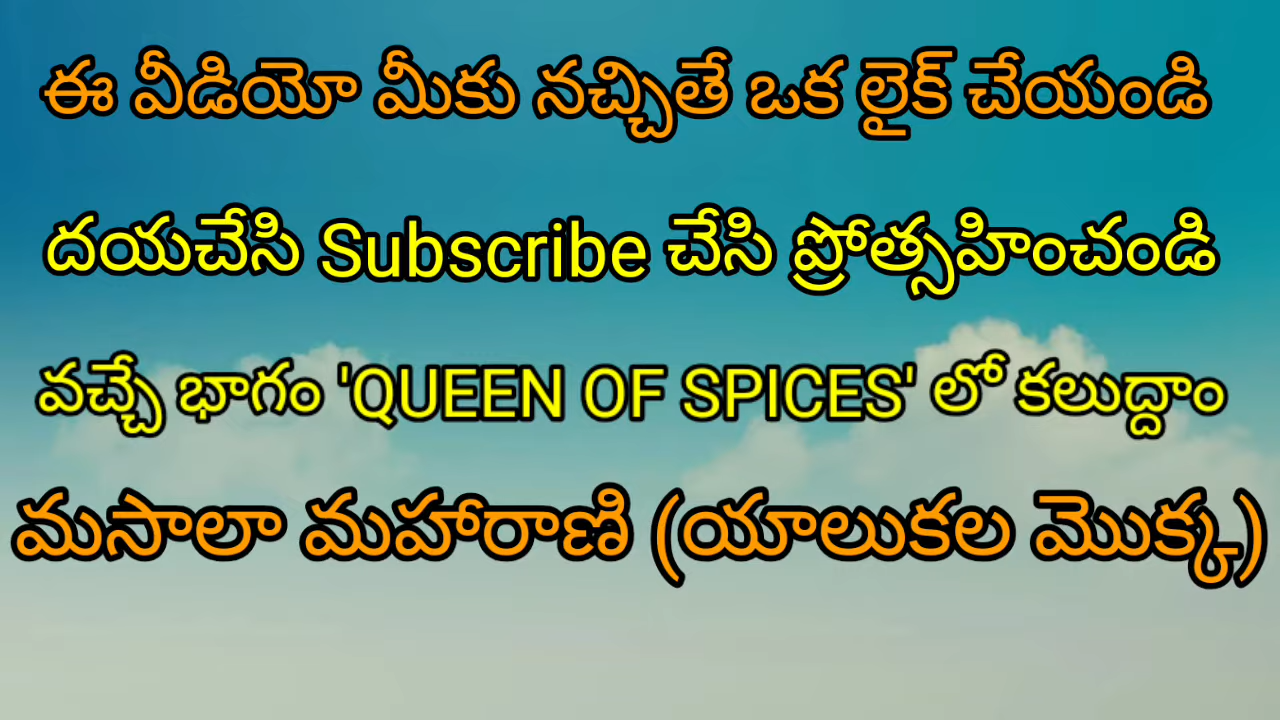 ఈ వీడియో మీకు నచ్చితే ఒక లైక్ చేయండి
దయచేసి Subscribe చేసి ప్రోత్సహించండి
వచ్చే భాగం 'QUEEN OF SPICES' లో కలుద్దాం
మసాలా మహారాణి (యాలుకల మొక్క)